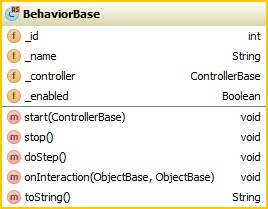 BehaviorBase
_id int
_name String
_controller ControllerBase
_enabled Boolean
start(ControllerBase) void
stop() void
doStep() void
onInteraction(ObjectBase, ObjectBase) void
toString() String